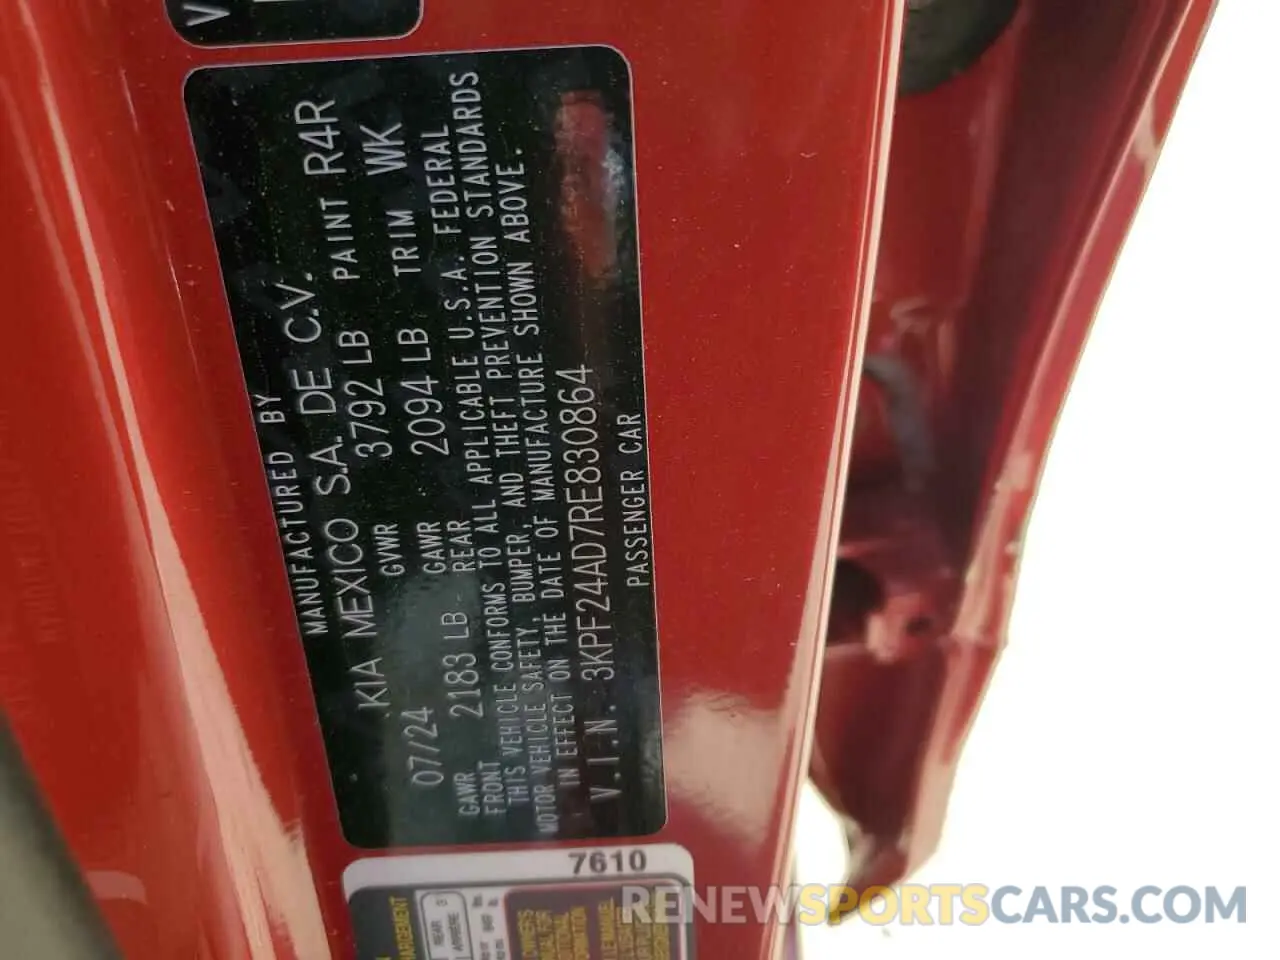 V
MANUFACTURED BY
KIA MEXICO S.A. DE C.V.
07/24 GVWR 3792 LB PAINT R4R
GAWR FRONT 2183 LB GAWR REAR 2094 LB TRIM WK
THIS VEHICLE CONFORMS TO ALL APPLICABLE U.S.A. FEDERAL
MOTOR VEHICLE SAFETY, BUMPER, AND THEFT PREVENTION STANDARDS
IN EFFECT ON THE DATE OF MANUFACTURE SHOWN ABOVE.
V.I.N. 3KPF24AD7RE830864
PASSENGER CAR
7610
REAR
RENEWSPORTSCARS.COM